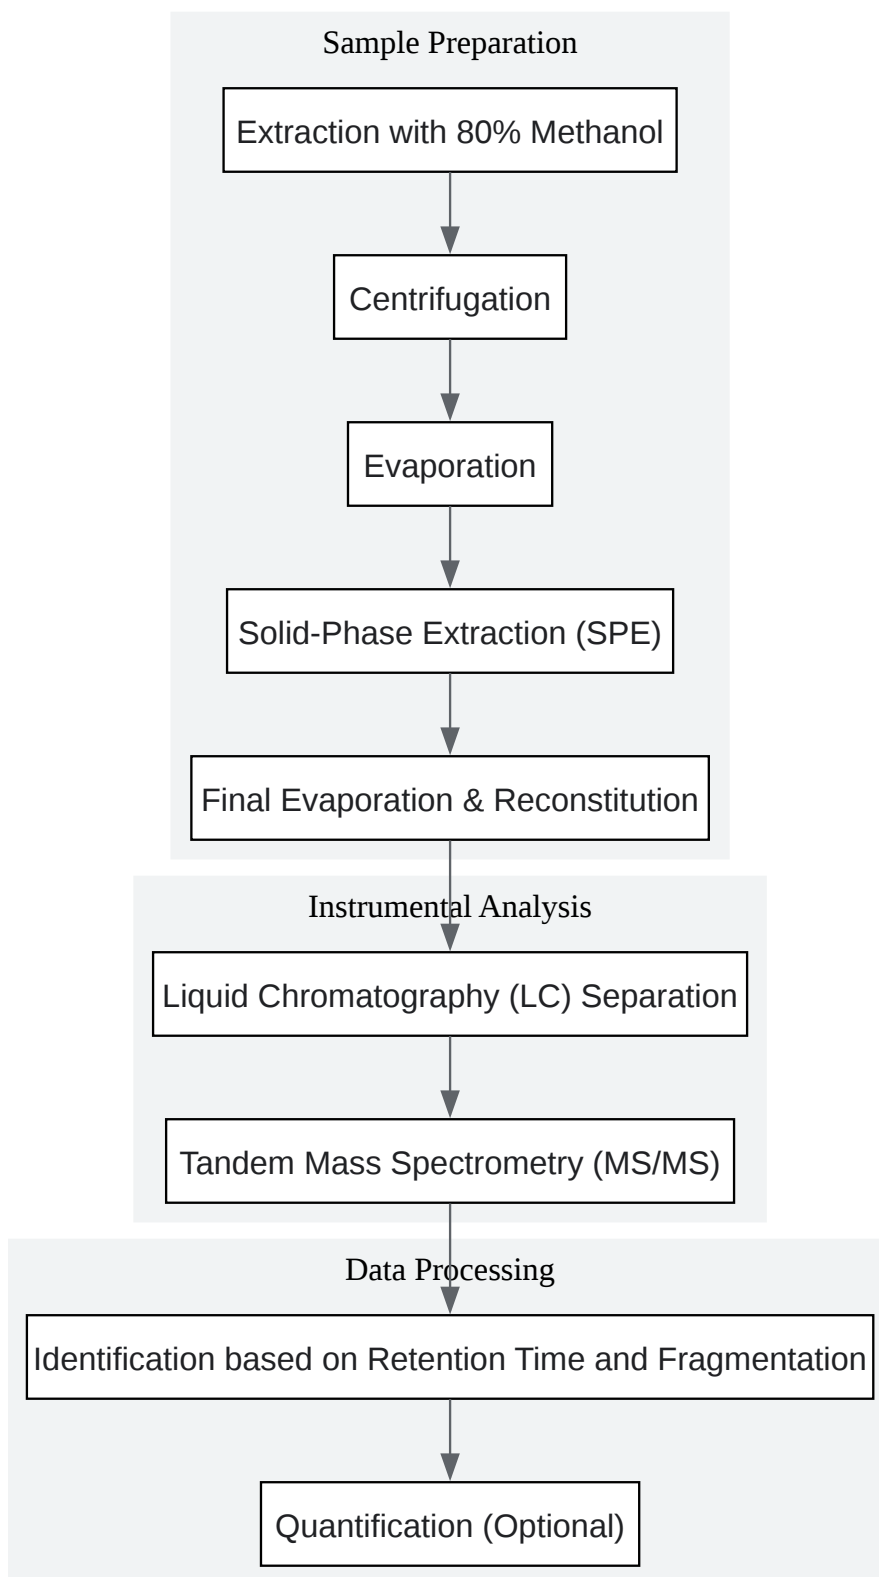 Sample Preparation
Extraction with 80% Methanol
Centrifugation
Evaporation
Solid-Phase Extraction (SPE)
Final Evaporation & Reconstitution
Instrumental Analysis
Liquid Chromatography (LC) Separation
Tandem Mass Spectrometry (MS/MS)
Data Processing
Identification based on Retention Time and Fragmentation
Quantification (Optional)